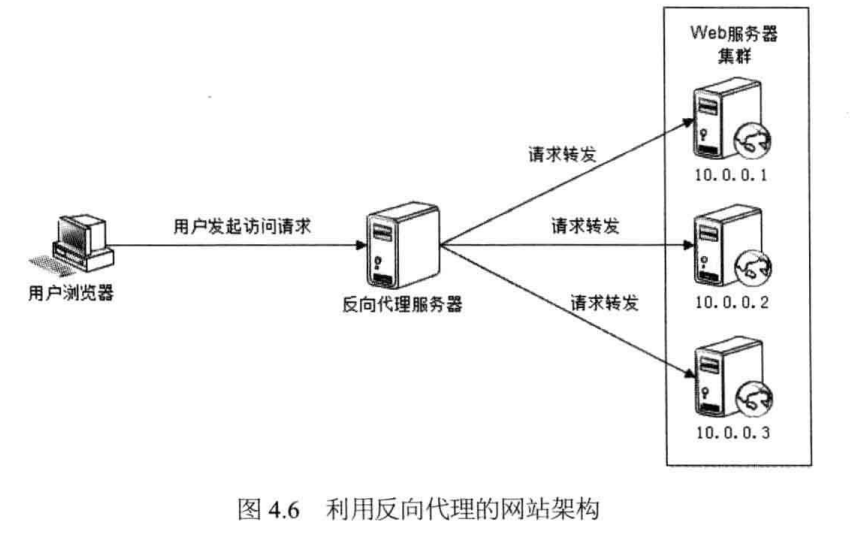 Web服务器
集群
请求转发
10.0.0.1
用户发起访问请求
请求转发
用户浏览器
反向代理服务器
请求转发
10.0.0.2
10.0.0.3
图 4.6 利用反向代理的网站架构